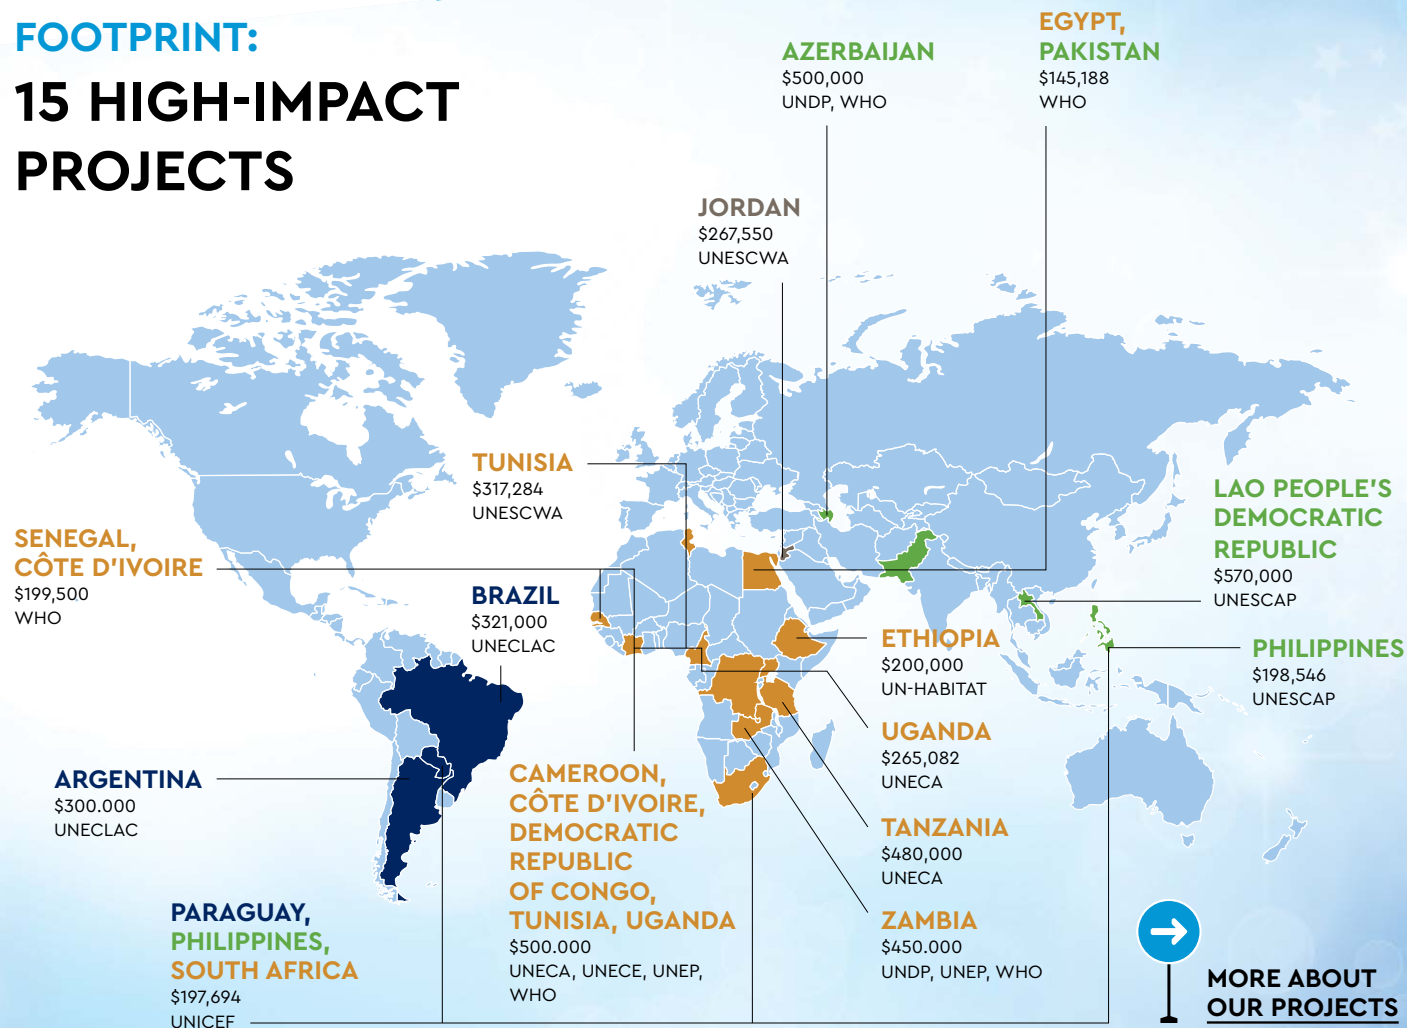 FOOTPRINT:
15 HIGH-IMPACT
PROJECTS
AZERBAIJAN
$500,000
UNDP, WHO
EGYPT,
PAKISTAN
$145,188
WHO
JORDAN
$267,550
UNESCWA
TUNISIA
$317,284
UNESCWA
SENEGAL,
CÔTE D'IVOIRE
$199,500
WHO
BRAZIL
$321,000
UNECLAC
LAO PEOPLE'S
DEMOCRATIC
REPUBLIC
$570,000
UNESCAP
ETHIOPIA
$200,000
UN-HABITAT
PHILIPPINES
$198,546
UNESCAP
UGANDA
$265,082
UNECA
ARGENTINA
$300.000
UNECLAC
CAMEROON,
CÔTE D'IVOIRE,
DEMOCRATIC
REPUBLIC
OF CONGO,
TUNISIA, UGANDA
$500.000
UNECA, UNECE, UNEP,
WHO
TANZANIA
$480,000
UNECA
ZAMBIA
$450.000
UNDP, UNEP, WHO
PARAGUAY,
PHILIPPINES,
SOUTH AFRICA
$197,694
UNICEF
MORE ABOUT
OUR PROJECTS